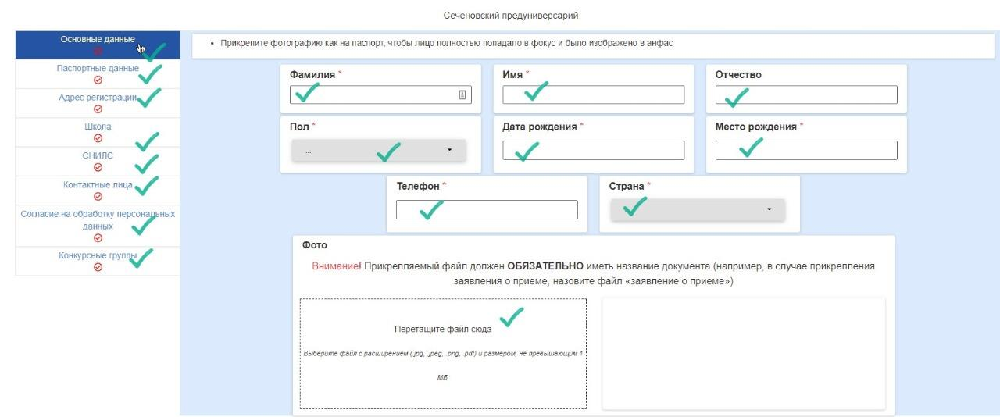 Сеченовский предуниверсарий
Основные данные
Паспортные данные
Адрес регистрации
Школа
СНИЛС
Контактные лица
Согласие на обработку персональных
данных
Конкурсные группы
• Прикрепите фотографию как на паспорт, чтобы лицо полностью попадало в фокус и было изображено в анфас
Фамилия *
Имя *
Отчество
Пол *
...
Дата рождения *
Место рождения *
Телефон *
Страна *
Фото
Внимание! Прикрепляемый файл должен ОБЯЗАТЕЛЬНО иметь название документа (например, в случае прикрепления
заявления о приеме, назовите файл «заявление о приеме»)
Перетащите файл сюда
Выберите файл с расширением (.jpg, .jpeg, .png, .pdf) и размером, не превышающим 1
МБ